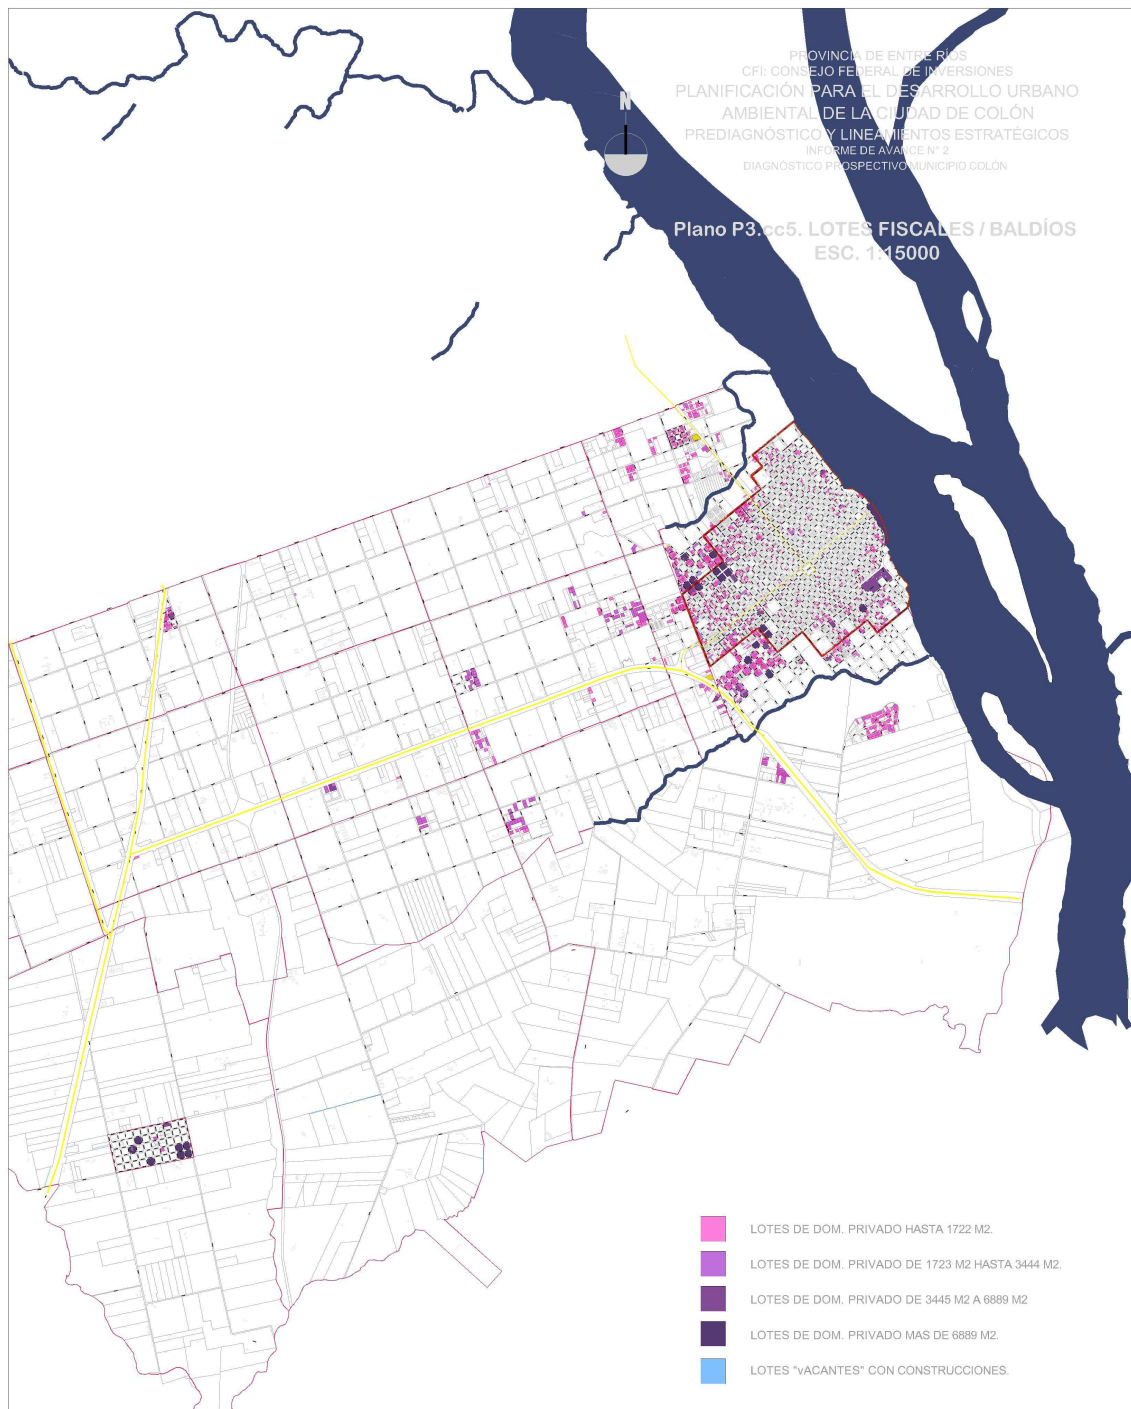 PROVINCIA DE ENTRE RÍOS
CFI: CONSEJO FEDERAL DE INVERSIONES
PLANIFICACIÓN PARA EL DESARROLLO URBANO
AMBIENTAL DE LA CIUDAD DE COLÓN
PREDIAGNÓSTICO Y LINEAMIENTOS ESTRATÉGICOS
INFORME DE AVANCE N° 2
DIAGNÓSTICO PROSPECTIVO MUNICIPIO COLÓN
N
Plano P3.cc5. LOTES FISCALES / BALDÍOS
ESC. 1:15000
LOTES DE DOM. PRIVADO HASTA 1722 M2.
LOTES DE DOM. PRIVADO DE 1723 M2 HASTA 3444 M2.
LOTES DE DOM. PRIVADO DE 3445 M2 A 6889 M2
LOTES DE DOM. PRIVADO MAS DE 6889 M2.
LOTES "vACANTES" CON CONSTRUCCIONES.